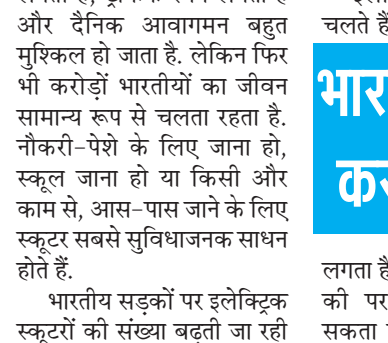 और दैनिक आवागमन बहुत
मुश्किल हो जाता है. लेकिन फिर
भी करोड़ों भारतीयों का जीवन
सामान्य रूप से चलता रहता है.
नौकरी-पेशे के लिए जाना हो,
स्कूल जाना हो या किसी और
काम से, आस-पास जाने के लिए
स्कूटर सबसे सुविधाजनक साधन
होते हैं.
भारतीय सड़कों पर इलेक्ट्रिक
स्कूटरों की संख्या बढ़ती जा रही
चलते हैं
भार
लगता है
की पर
सकता